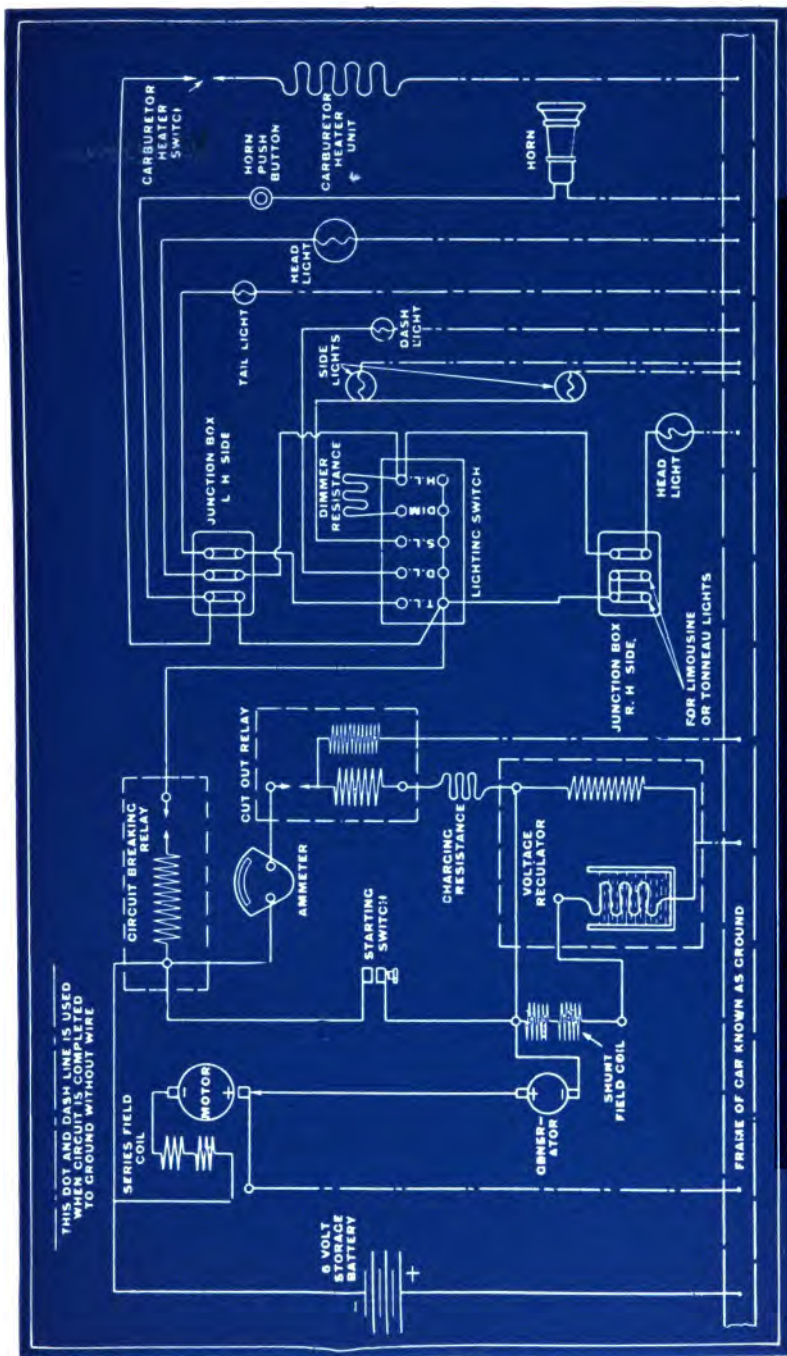 THIS DOT AND DASH LINE IS USED
WHEN CIRCUIT IS COMPLETED
TO GROUND WITHOUT WIRE
SERIES FIELD
COIL
-
MOTOR
+
6 VOLT
STORAGE
BATTERY
-
+
CIRCUIT BREAKING
RELAY
AMMETER
CUT OUT RELAY
STARTING
SWITCH
CHARGING
RESISTANCE
VOLTAGE
REGULATOR
+
-
GENER-
ATOR
SHUNT
FIELD COIL
JUNCTION BOX
L H SIDE
DIMMER
RESISTANCE
T.L.
D.L.
S.L.
DIM
H.L.
LIGHTING SWITCH
JUNCTION BOX
R. H SIDE.
FOR LIMOUSINE
OR TONNEAU LIGHTS
CARBURETOR
HEATER
SWITCH
HORN
PUSH
BUTTON
CARBURETOR
HEATER
UNIT
TAIL LIGHT
HEAD
LIGHT
SIDE
LIGHTS
DASH
LIGHT
HORN
HEAD
LIGHT
FRAME OF CAR KNOWN AS GROUND